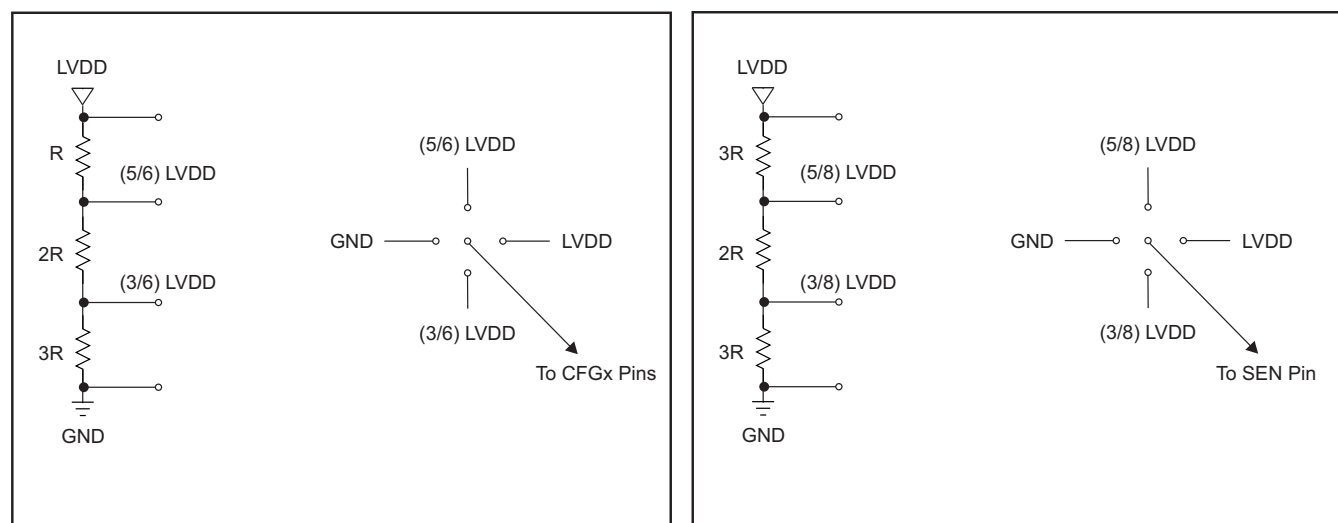 LVDD
R
(5/6) LVDD
2R
(3/6) LVDD
3R
GND
(5/6) LVDD
GND
LVDD
(3/6) LVDD
To CFGx Pins
LVDD
3R
(5/8) LVDD
2R
(3/8) LVDD
3R
GND
(5/8) LVDD
GND
LVDD
(3/8) LVDD
To SEN Pin